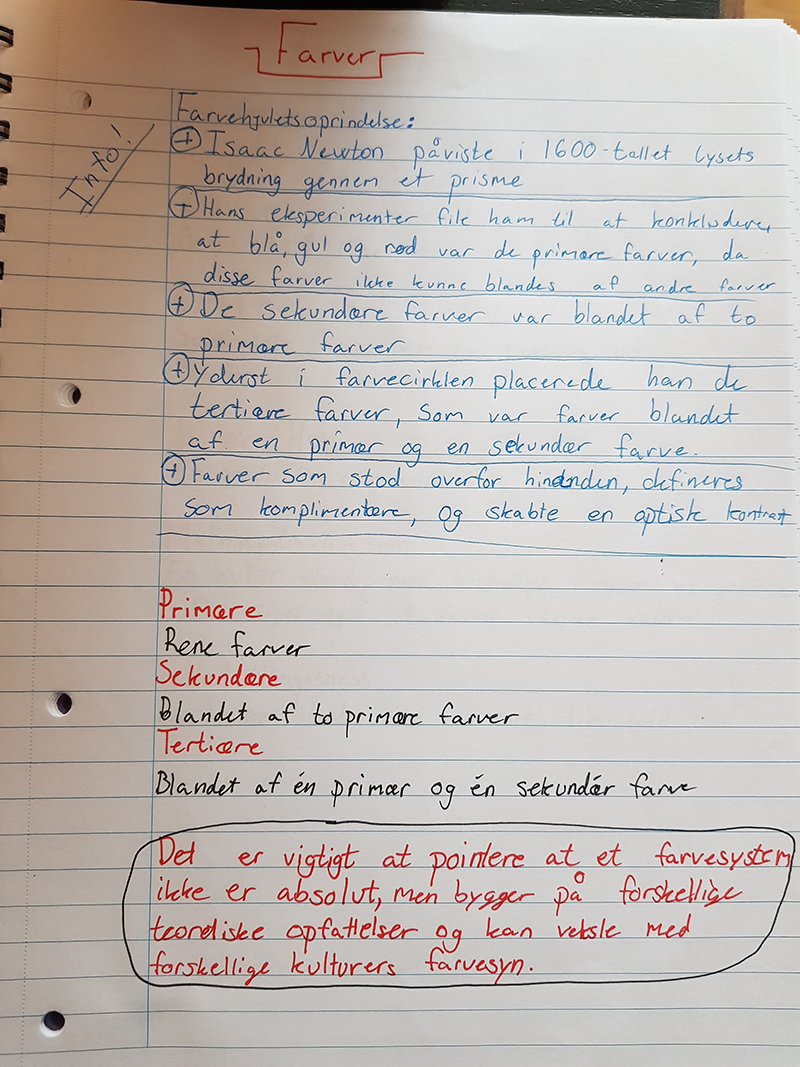 Farver
Info!
Farvehjulets oprindelse:
+ Isaac Newton påviste i 1600-tallet lysets
brydning gennem et prisme
+ Hans eksperimenter fik ham til at konkludere,
at blå, gul og rød var de primære farver, da
disse farver ikke kunne blandes af andre farver
+ De sekundære farver var blandet af to
primære farver
+ Yderst i farvecirklen placerede han de
tertiære farver, som var farver blandet
af en primær og en sekundær farve.
+ Farver som stod overfor hinanden, defineres
som komplimentære, og skabte en optisk kontrast
Primære
Rene farver
Sekundære
Blandet af to primære farver
Tertiære
Blandet af én primær og én sekundær farve
Det er vigtigt at pointere at et farvesystem
ikke er absolut, men bygger på forskellige
teoretiske opfattelser og kan veksle med
forskellige kulturers farvesyn.